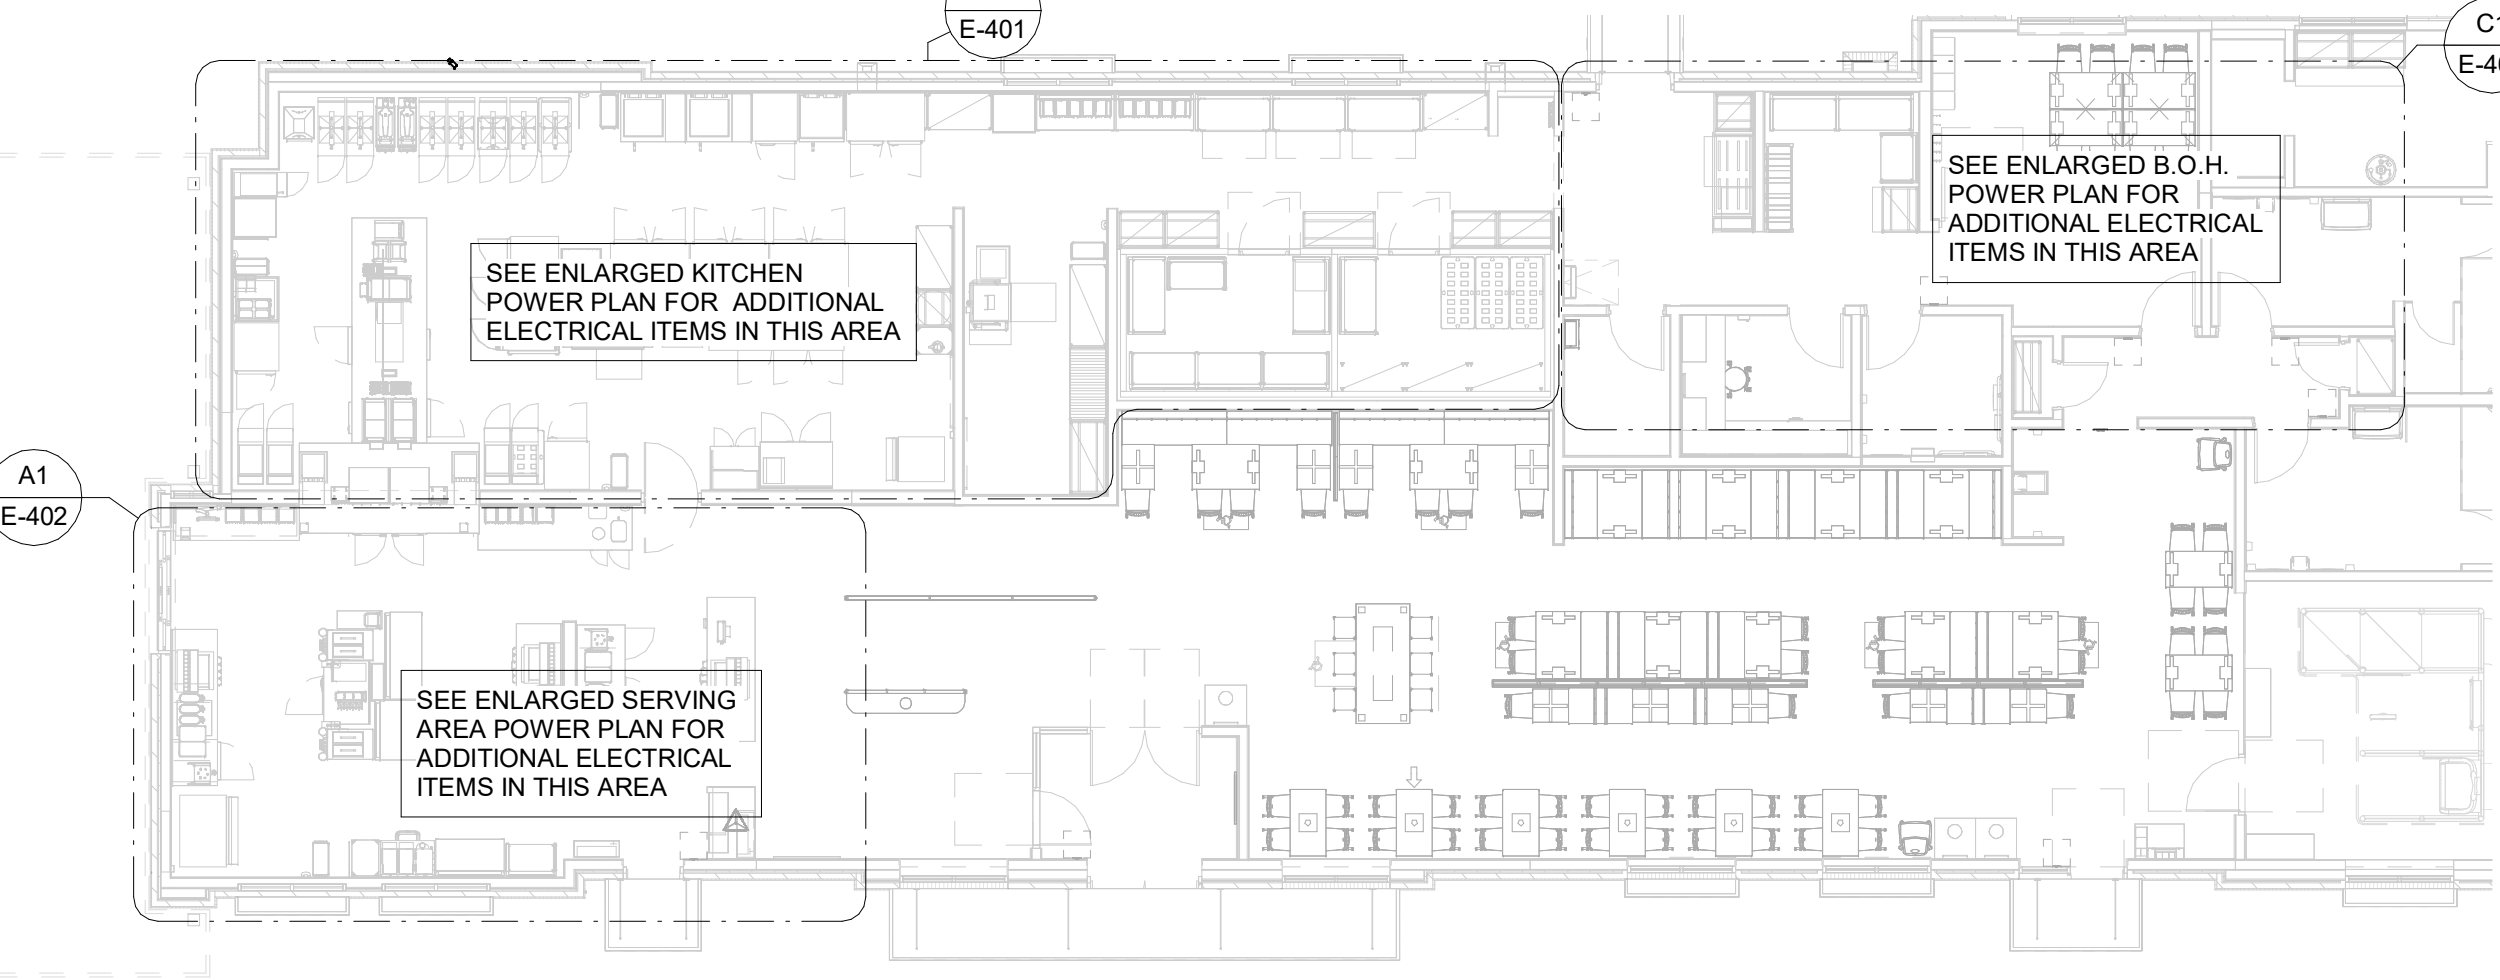 E-401
C1
SEE ENLARGED B.O.H.
POWER PLAN FOR
ADDITIONAL ELECTRICAL
ITEMS IN THIS AREA
SEE ENLARGED KITCHEN
POWER PLAN FOR ADDITIONAL
ELECTRICAL ITEMS IN THIS AREA
A1
E-402
SEE ENLARGED SERVING
AREA POWER PLAN FOR
ADDITIONAL ELECTRICAL
ITEMS IN THIS AREA